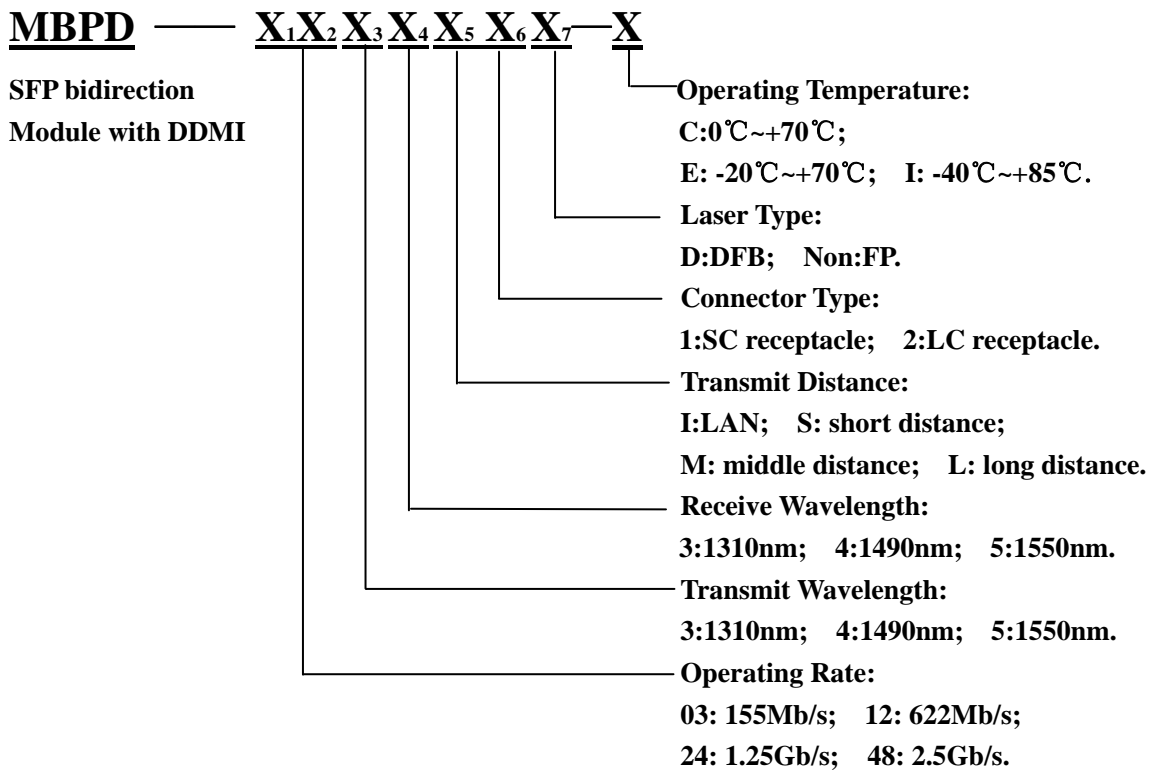 MBPD —— X₁X₂ X₃ X₄ X₅ X₆ X₇—X
SFP bidirection
Module with DDMI
Operating Temperature:
C:0℃~+70℃;
E: -20℃~+70℃; I: -40℃~+85℃.
Laser Type:
D:DFB; Non:FP.
Connector Type:
1:SC receptacle; 2:LC receptacle.
Transmit Distance:
I:LAN; S: short distance;
M: middle distance; L: long distance.
Receive Wavelength:
3:1310nm; 4:1490nm; 5:1550nm.
Transmit Wavelength:
3:1310nm; 4:1490nm; 5:1550nm.
Operating Rate:
03: 155Mb/s; 12: 622Mb/s;
24: 1.25Gb/s; 48: 2.5Gb/s.